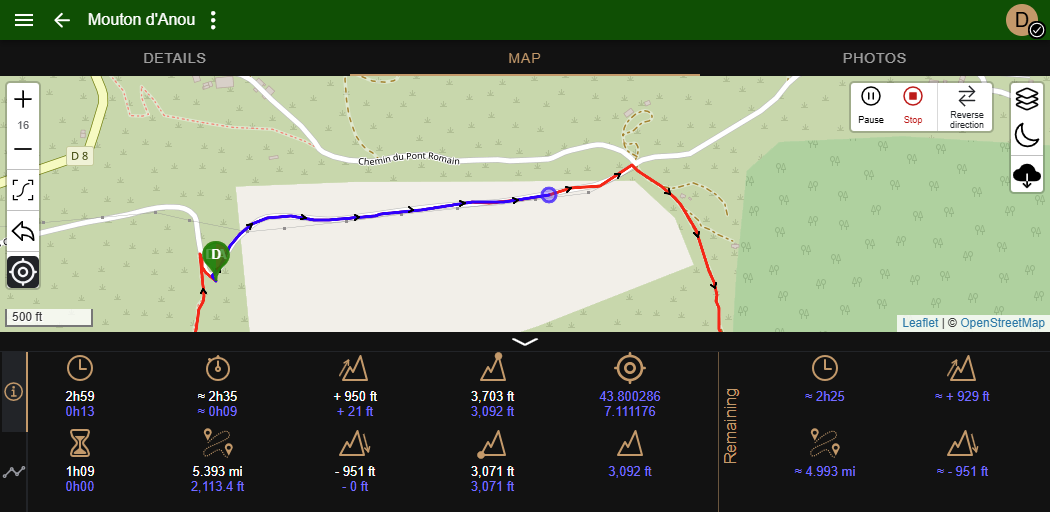 Mouton d'Anou
D
DETAILS
MAP
PHOTOS
16
D 8
Chemin du Pont Romain
Pause
Stop
Reverse
direction
D
500 ft
Leaflet | © OpenStreetMap
2h59
0h13
≈ 2h35
≈ 0h09
+ 950 ft
+ 21 ft
3,703 ft
3,092 ft
43.800286
7.111176
Remaining
≈ 2h25
≈ + 929 ft
1h09
0h00
5.393 mi
2,113.4 ft
- 951 ft
- 0 ft
3,071 ft
3,071 ft
3,092 ft
≈ 4.993 mi
≈ - 951 ft